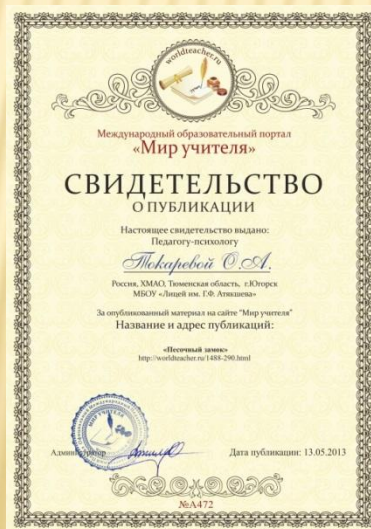 worldteacher.ru
Международный образовательный портал
«Мир учителя»
СВИДЕТЕЛЬСТВО
О ПУБЛИКАЦИИ
Настоящее свидетельство выдано:
Педагогу-психологу
Токаревой О.А.
Россия, ХМАО, Тюменская область, г.Югорск
МБОУ «Лицей им. Г.Ф. Атякшева»
За опубликованный материал на сайте "Мир учителя"
Название и адрес публикаций:
«Песочный замок»
http://worldteacher.ru/1488-290.html
МИР УЧИТЕЛЯ
Администратор
Дата публикации: 13.05.2013
№А472